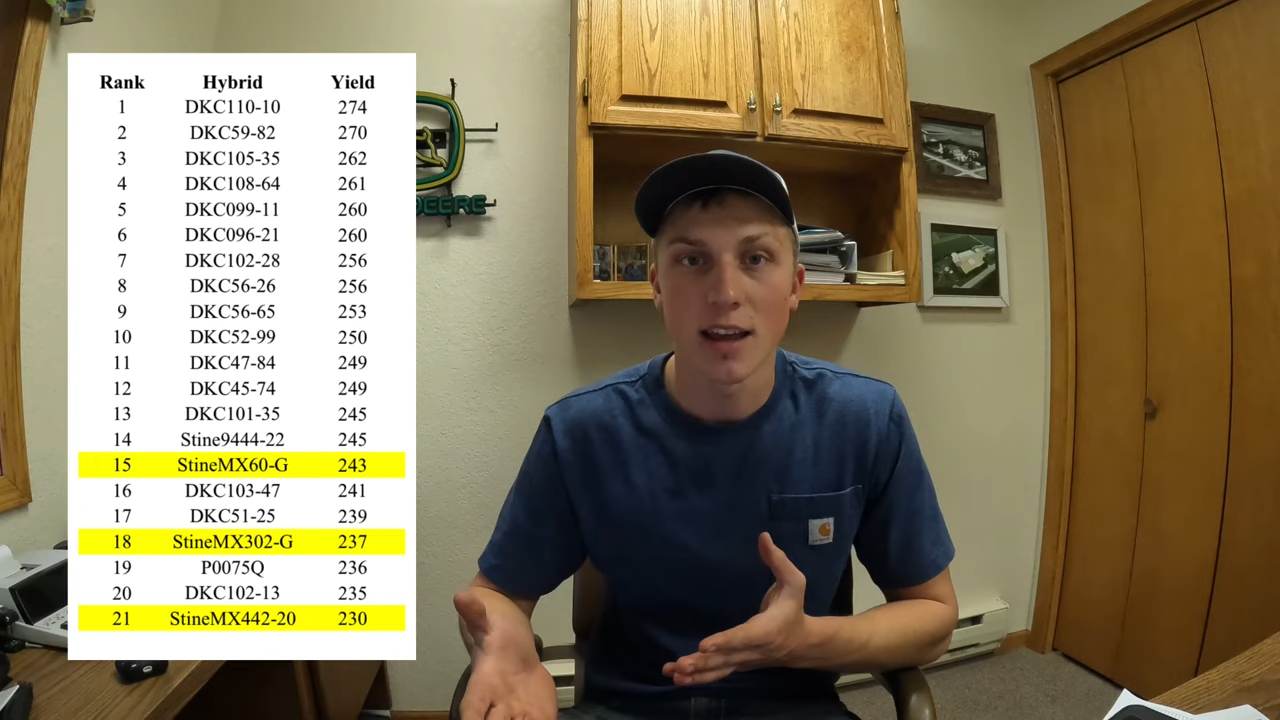 Rank Hybrid Yield
1 DKC110-10 274
2 DKC59-82 270
3 DKC105-35 262
4 DKC108-64 261
5 DKC099-11 260
6 DKC096-21 260
7 DKC102-28 256
8 DKC56-26 256
9 DKC56-65 253
10 DKC52-99 250
11 DKC47-84 249
12 DKC45-74 249
13 DKC101-35 245
14 Stine9444-22 245
15 StineMX60-G 243
16 DKC103-47 241
17 DKC51-25 239
18 StineMX302-G 237
19 P0075Q 236
20 DKC102-13 235
21 StineMX442-20 230
DEERE